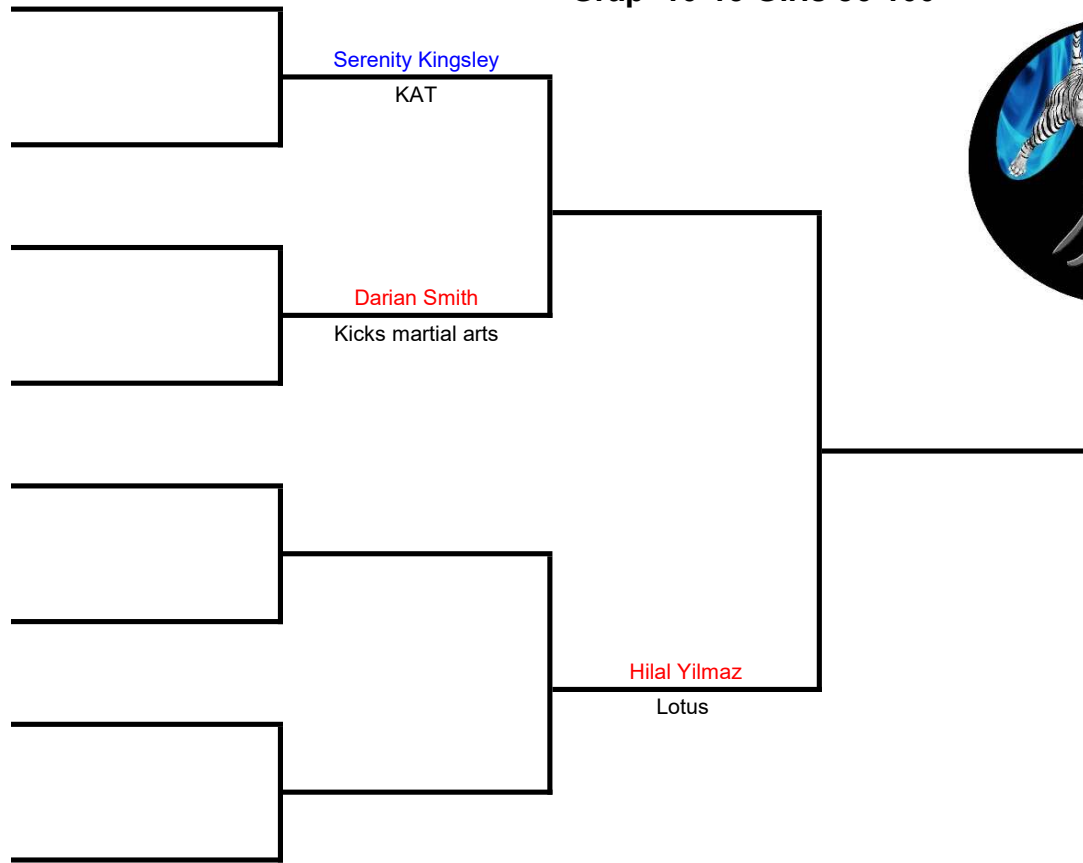 Serenity Kingsley
KAT
Darian Smith
Kicks martial arts
Hilal Yilmaz
Lotus